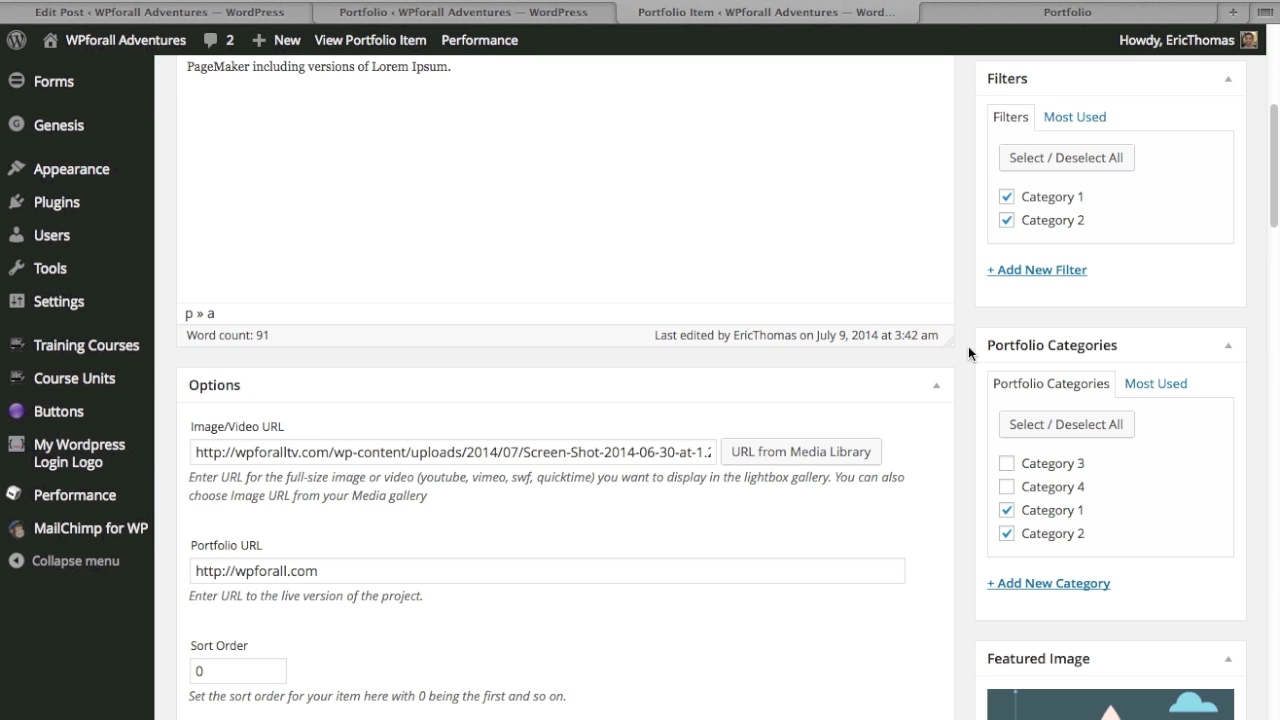 Edit Post ‹ WPforall Adventures — WordPress
Portfolio ‹ WPforall Adventures — WordPress
Portfolio Item ‹ WPforall Adventures — Word...
Portfolio
WPforall Adventures
2
New
View Portfolio Item
Performance
Howdy, EricThomas
Forms
Genesis
Appearance
Plugins
Users
Tools
Settings
Training Courses
Course Units
Buttons
My Wordpress
Login Logo
Performance
MailChimp for WP
Collapse menu
PageMaker including versions of Lorem Ipsum.
p » a
Word count: 91
Last edited by EricThomas on July 9, 2014 at 3:42 am
Options
Image/Video URL
http://wpforalltv.com/wp-content/uploads/2014/07/Screen-Shot-2014-06-30-at-1.2
URL from Media Library
Enter URL for the full-size image or video (youtube, vimeo, swf, quicktime) you want to display in the lightbox gallery. You can also
choose Image URL from your Media gallery
Portfolio URL
http://wpforall.com
Enter URL to the live version of the project.
Sort Order
0
Set the sort order for your item here with 0 being the first and so on.
Filters
Filters
Most Used
Select / Deselect All
Category 1
Category 2
+ Add New Filter
Portfolio Categories
Portfolio Categories
Most Used
Select / Deselect All
Category 3
Category 4
Category 1
Category 2
+ Add New Category
Featured Image